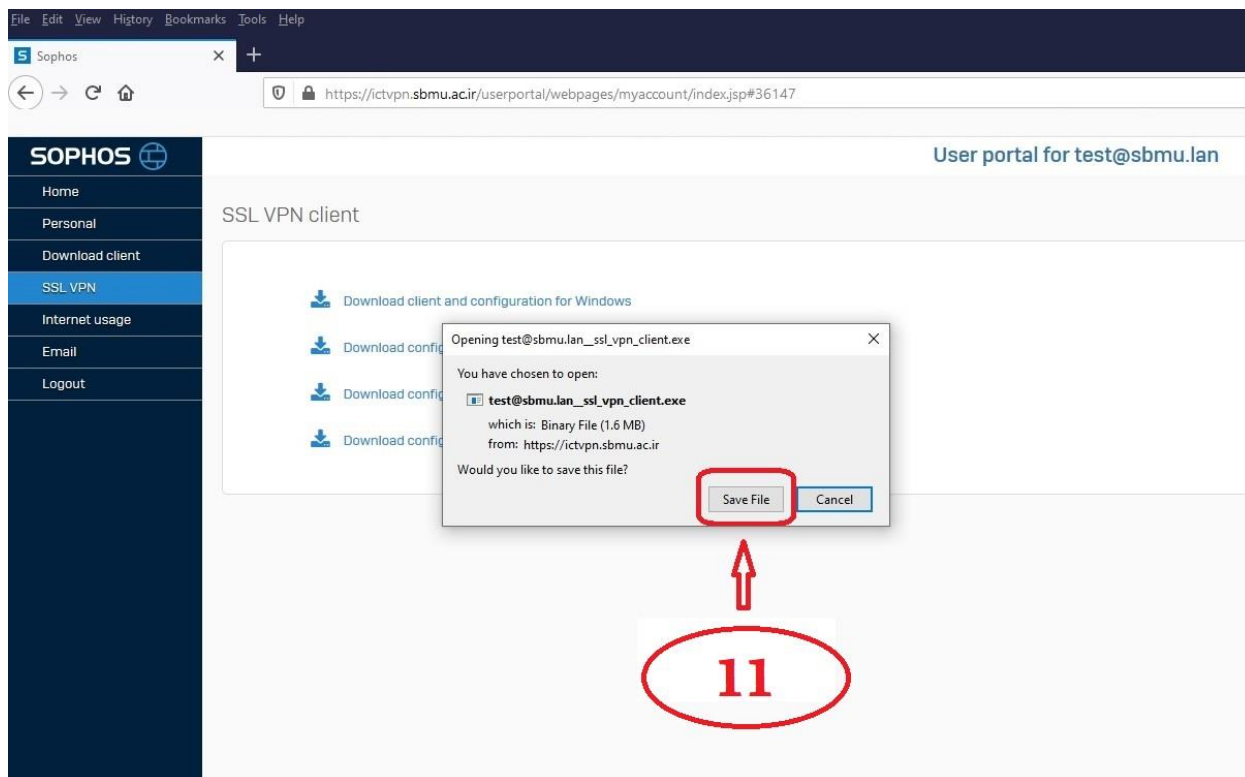 File Edit View History Bookmarks Tools Help
S Sophos
https://ictvpn.sbmu.ac.ir/userportal/webpages/myaccount/index.jsp#36147
SOPHOS
User portal for test@sbmu.lan
Home
Personal
Download client
SSL VPN
Internet usage
Email
Logout
SSL VPN client
Download client and configuration for Windows
Download config
Download config
Download config
Opening test@sbmu.lan__ssl_vpn_client.exe
You have chosen to open:
test@sbmu.lan__ssl_vpn_client.exe
which is: Binary File (1.6 MB)
from: https://ictvpn.sbmu.ac.ir
Would you like to save this file?
Save File Cancel
11